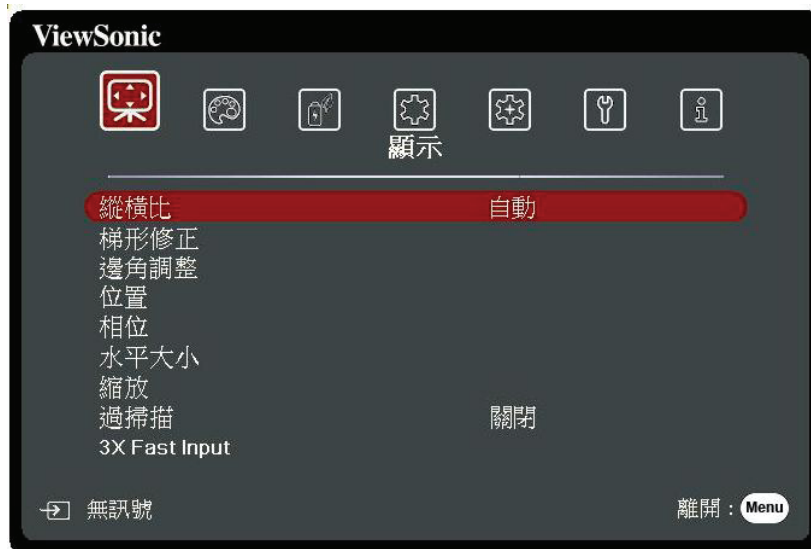 ViewSonic
顯示
縱橫比 自動
梯形修正
邊角調整
位置
相位
水平大小
縮放
過掃描 關閉
3X Fast Input
無訊號 離開：Menu